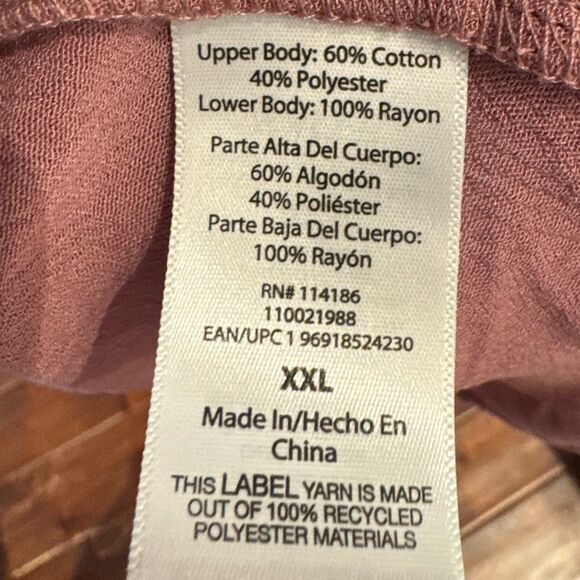 Upper Body: 60% Cotton
40% Polyester
Lower Body: 100% Rayon
Parte Alta Del Cuerpo:
60% Algodón
40% Poliéster
Parte Baja Del Cuerpo:
100% Rayón
RN# 114186
110021988
EAN/UPC 1 96918524230
XXL
Made In/Hecho En
China
THIS LABEL YARN IS MADE
OUT OF 100% RECYCLED
POLYESTER MATERIALS